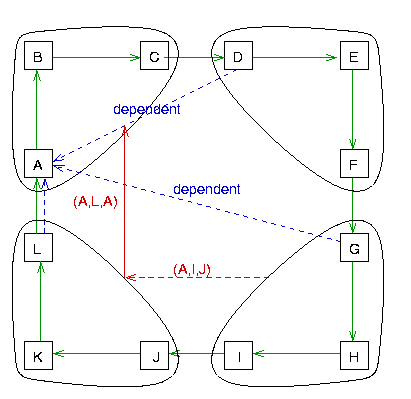 B C D E
dependent
A F
dependent
(A,L,A)
L G
(A,I,J)
K J I H